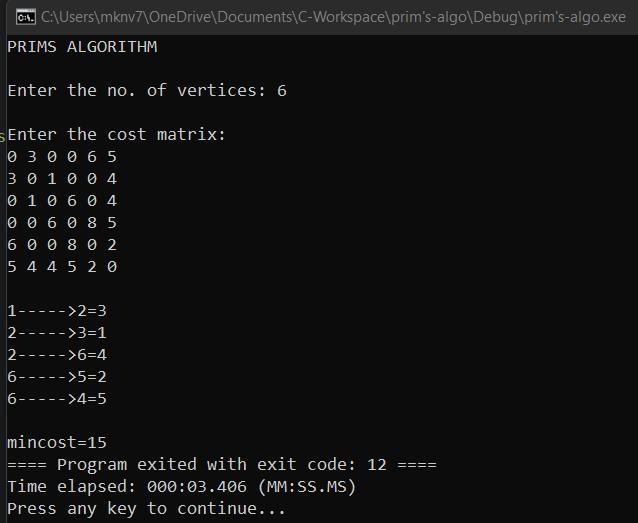 C:\Users\mknv7\OneDrive\Documents\C-Workspace\prim's-algo\Debug\prim's-algo.exe
PRIMS ALGORITHM
Enter the no. of vertices: 6
Enter the cost matrix:
0 3 0 0 6 5
3 0 1 0 0 4
0 1 0 6 0 4
0 0 6 0 8 5
6 0 0 8 0 2
5 4 4 5 2 0
1----->2=3
2----->3=1
2----->6=4
6----->5=2
6----->4=5
mincost=15
==== Program exited with exit code: 12 ====
Time elapsed: 000:03.406 (MM:SS.MS)
Press any key to continue...